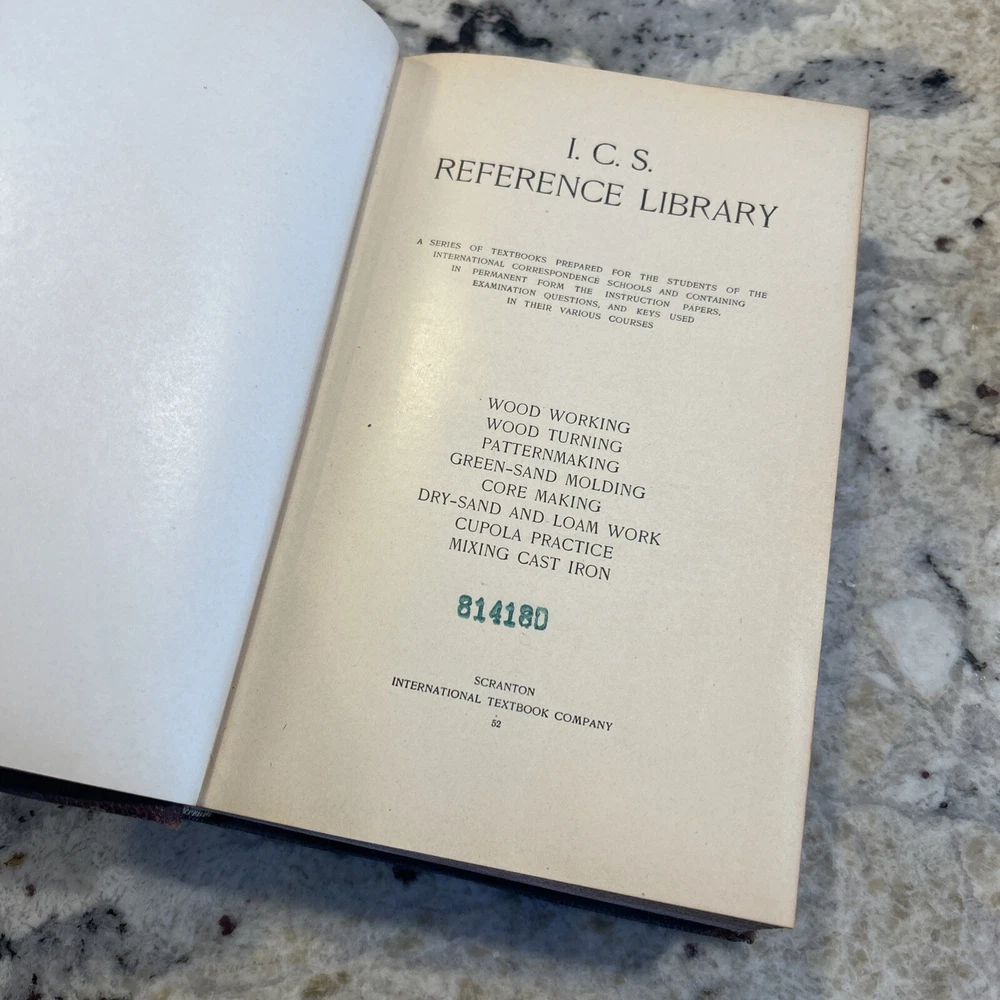 I. C. S.
REFERENCE LIBRARY
A SERIES OF TEXTBOOKS PREPARED FOR THE STUDENTS OF THE
INTERNATIONAL CORRESPONDENCE SCHOOLS AND CONTAINING
IN PERMANENT FORM THE INSTRUCTION PAPERS,
EXAMINATION QUESTIONS, AND KEYS USED
IN THEIR VARIOUS COURSES
WOOD WORKING
WOOD TURNING
PATTERNMAKING
GREEN-SAND MOLDING
CORE MAKING
DRY-SAND AND LOAM WORK
CUPOLA PRACTICE
MIXING CAST IRON
814180
SCRANTON
INTERNATIONAL TEXTBOOK COMPANY
52